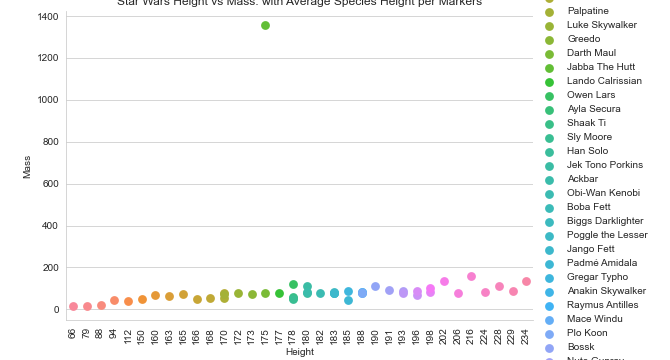 Star Wars Height vs Mass. with Average Species Height per Markers
1400
1200
1000
800
600
400
200
0
Mass
66
79
88
94
112
150
160
163
165
166
168
170
172
173
175
177
178
180
182
183
185
188
190
191
193
196
198
202
206
216
224
228
229
234
Height
Palpatine
Luke Skywalker
Greedo
Darth Maul
Jabba The Hutt
Lando Calrissian
Owen Lars
Ayla Secura
Shaak Ti
Sly Moore
Han Solo
Jek Tono Porkins
Ackbar
Obi-Wan Kenobi
Boba Fett
Biggs Darklighter
Poggle the Lesser
Jango Fett
Padmé Amidala
Gregar Typho
Anakin Skywalker
Raymus Antilles
Mace Windu
Plo Koon
Bossk
Nute Gunray